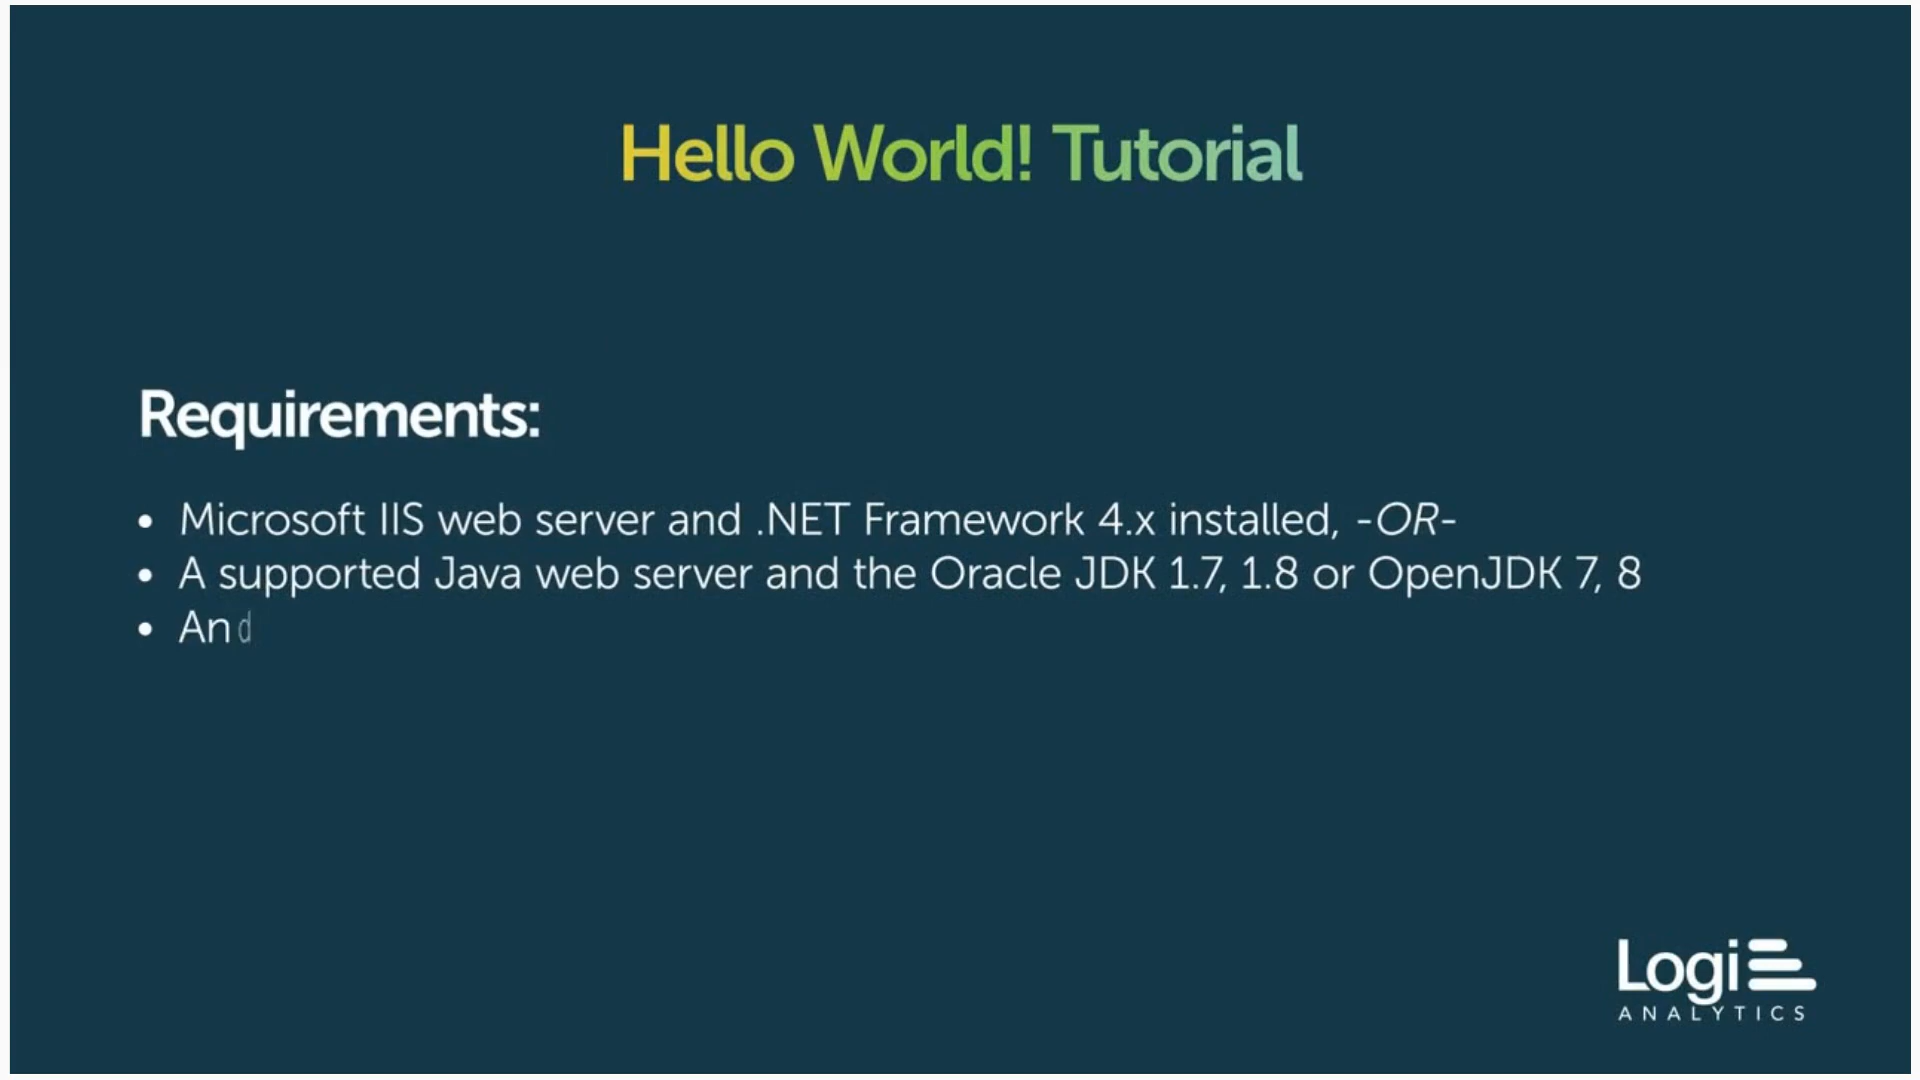 Hello World! Tutorial
Requirements:
• Microsoft IIS web server and .NET Framework 4.x installed, -OR-
• A supported Java web server and the Oracle JDK 1.7, 1.8 or OpenJDK 7, 8
• And
Logi
ANALYTICS